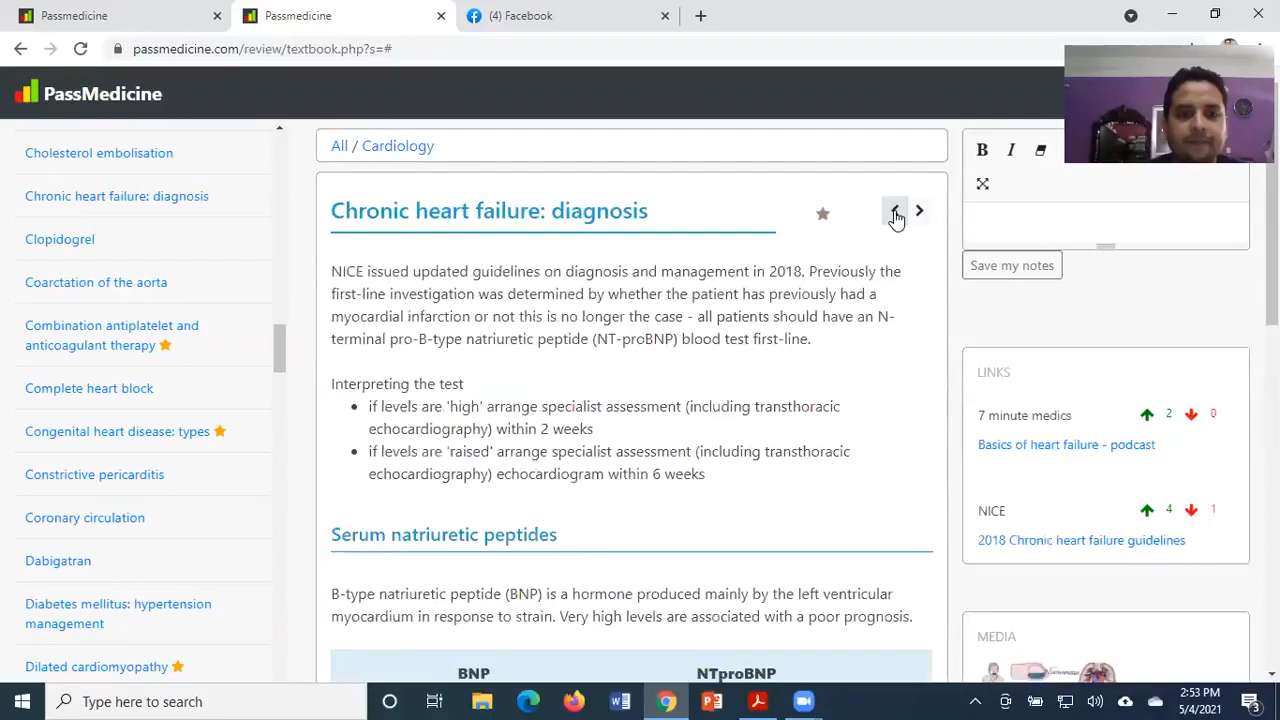 Passmedicine
Passmedicine
(4) Facebook
passmedicine.com/review/textbook.php?s=#
PassMedicine
Cholesterol embolisation
Chronic heart failure: diagnosis
Clopidogrel
Coarctation of the aorta
Combination antiplatelet and
anticoagulant therapy
Complete heart block
Congenital heart disease: types
Constrictive pericarditis
Coronary circulation
Dabigatran
Diabetes mellitus: hypertension
management
Dilated cardiomyopathy
All / Cardiology
Chronic heart failure: diagnosis
NICE issued updated guidelines on diagnosis and management in 2018. Previously the
first-line investigation was determined by whether the patient has previously had a
myocardial infarction or not this is no longer the case - all patients should have an N-
terminal pro-B-type natriuretic peptide (NT-proBNP) blood test first-line.
Interpreting the test
if levels are 'high' arrange specialist assessment (including transthoracic
echocardiography) within 2 weeks
if levels are 'raised' arrange specialist assessment (including transthoracic
echocardiography) echocardiogram within 6 weeks
Serum natriuretic peptides
B-type natriuretic peptide (BNP) is a hormone produced mainly by the left ventricular
myocardium in response to strain. Very high levels are associated with a poor prognosis.
BNP NTproBNP
B I
Save my notes
LINKS
7 minute medics 2 0
Basics of heart failure - podcast
NICE 4 1
2018 Chronic heart failure guidelines
MEDIA
Type here to search
2:53 PM
5/4/2021
3